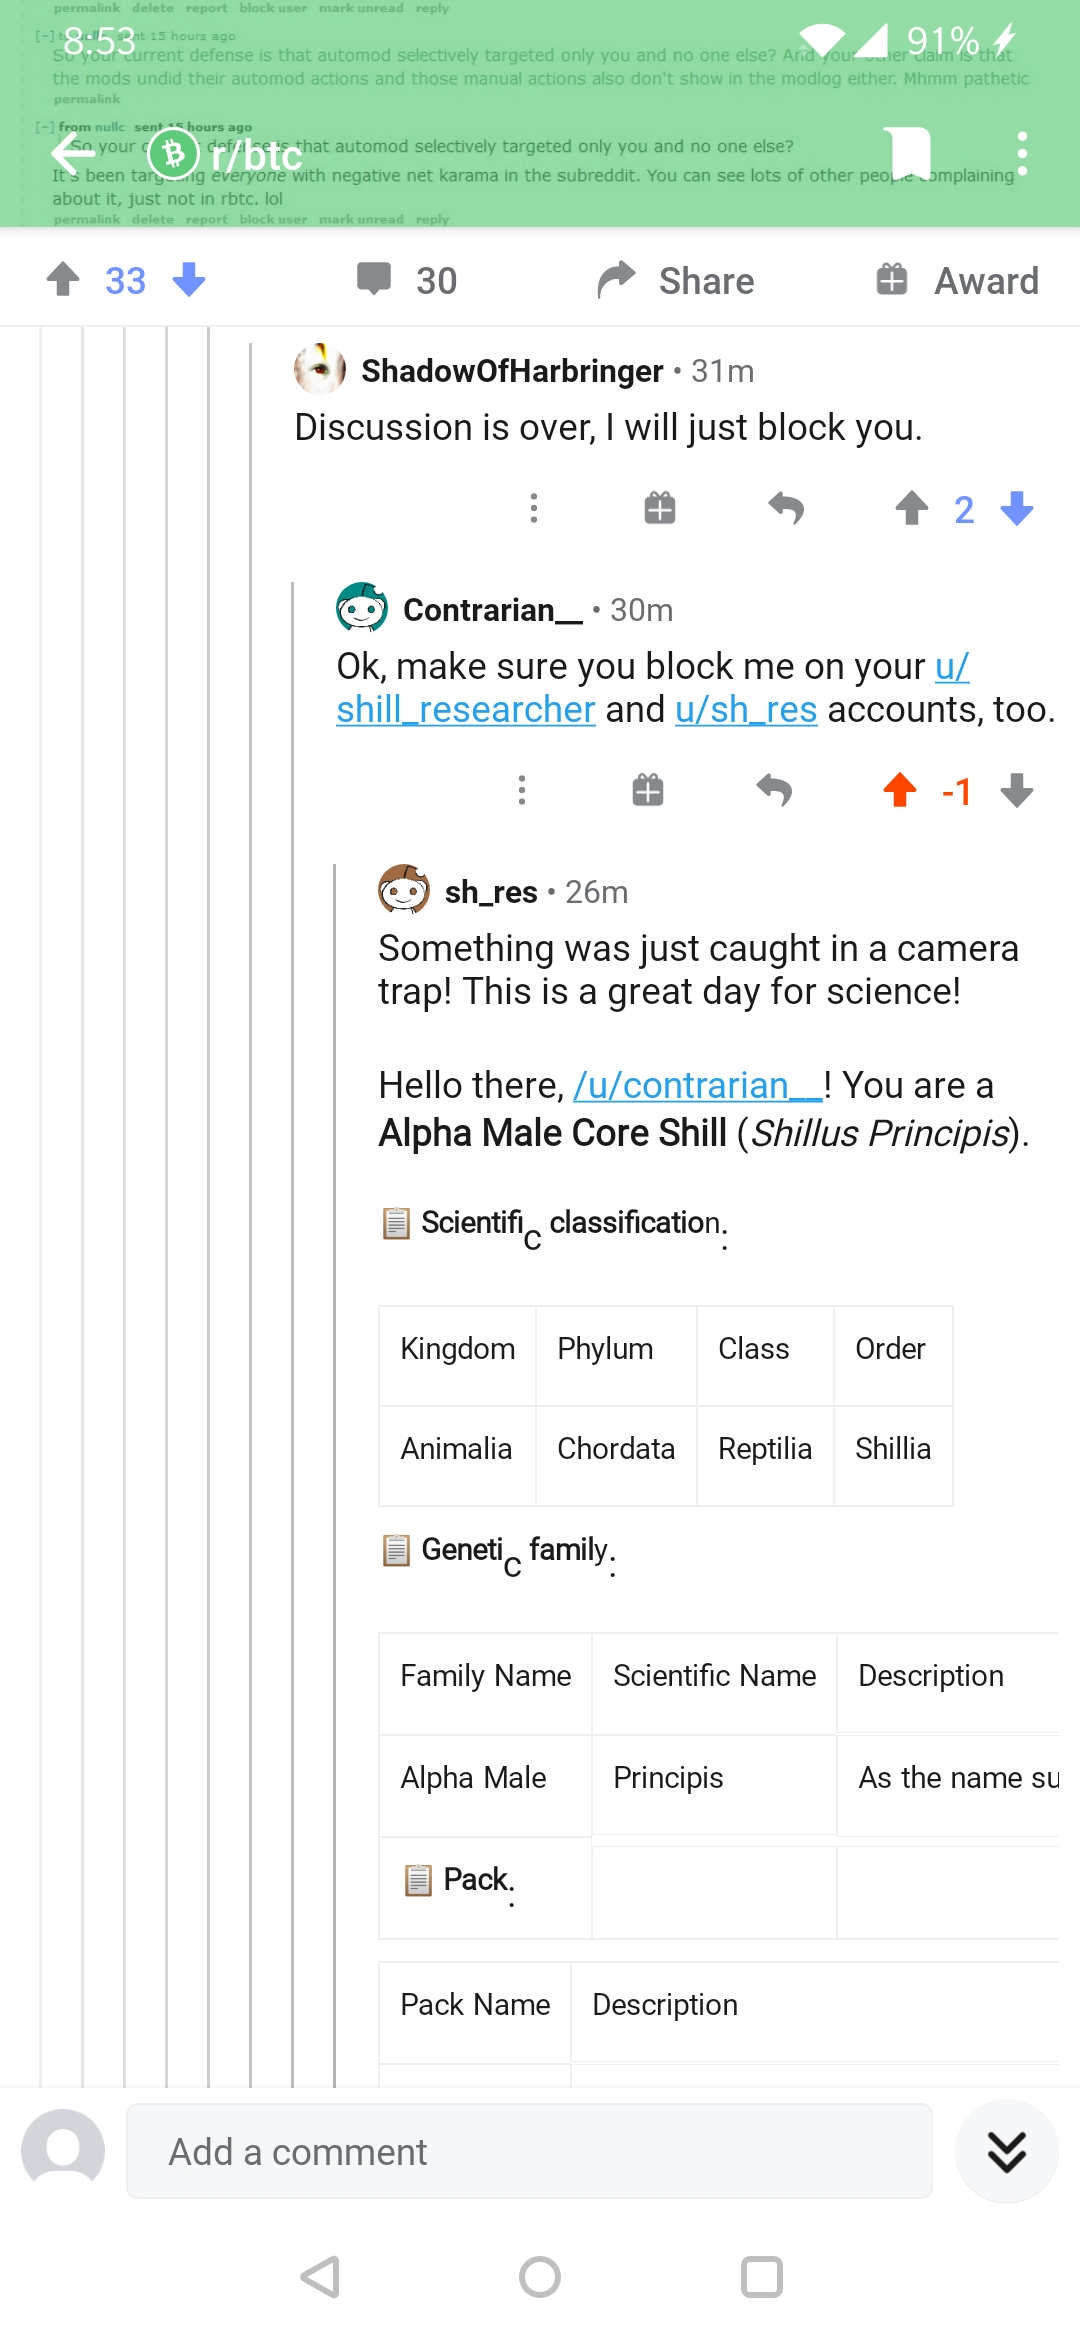 permalink delete report block user mark unread reply
8:53
91%
sent 15 hours ago
So your current defense is that automod selectively targeted only you and no one else? And your other claim is that
the mods undid their automod actions and those manual actions also don't show in the modlog either. Mhmm pathetic
permalink
[-] from nullc sent 15 hours ago
So your current defense is that automod selectively targeted only you and no one else?
r/btc
It's been targeting everyone with negative net karama in the subreddit. You can see lots of other people complaining
about it, just not in rbtc. lol
permalink delete report block user mark unread reply
33
30
Share
Award
ShadowOfHarbringer • 31m
Discussion is over, I will just block you.
2
Contrarian__ • 30m
Ok, make sure you block me on your u/
shill_researcher and u/sh_res accounts, too.
-1
sh_res • 26m
Something was just caught in a camera
trap! This is a great day for science!
Hello there, /u/contrarian__! You are a
Alpha Male Core Shill (Shillus Principis).
📋 Scientific classification:
Kingdom Phylum Class Order
Animalia Chordata Reptilia Shillia
📋 Genetic family:
Family Name Scientific Name Description
Alpha Male Principis As the name su
📋 Pack:
Pack Name Description
Add a comment